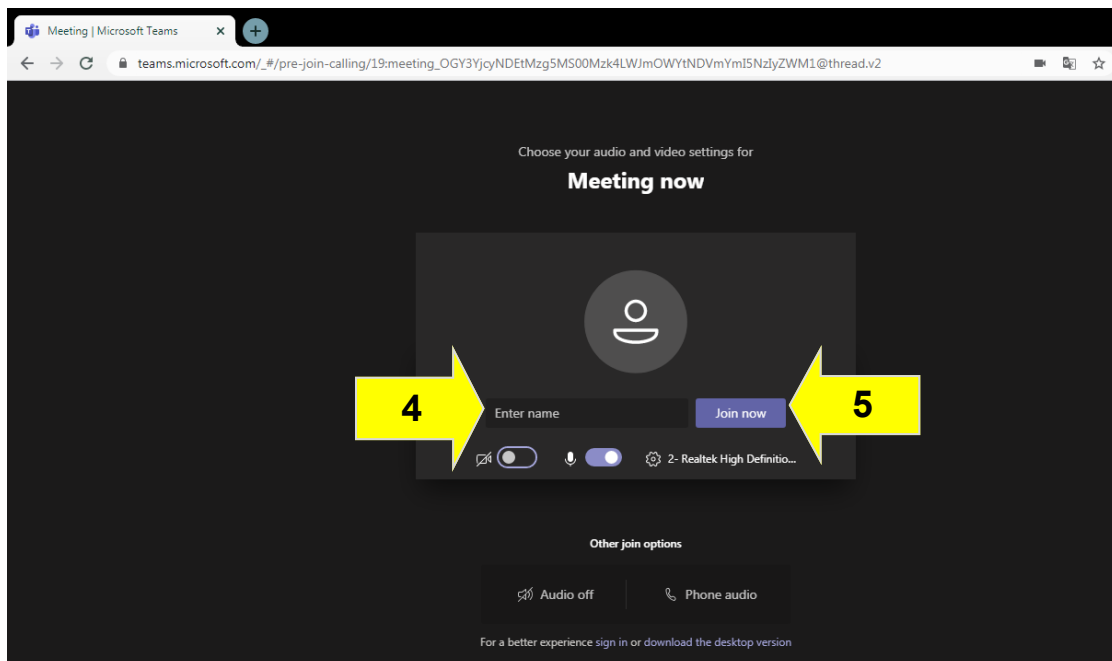 Meeting | Microsoft Teams
teams.microsoft.com/_#/pre-join-calling/19:meeting_OGY3YjcyNDEtMzg5MS00Mzk4LWJmOWYtNDVmYmI5NzIyZWM1@thread.v2
Choose your audio and video settings for
Meeting now
4
Enter name
Join now
5
2- Realtek High Definitio...
Other join options
Audio off
Phone audio
For a better experience sign in or download the desktop version